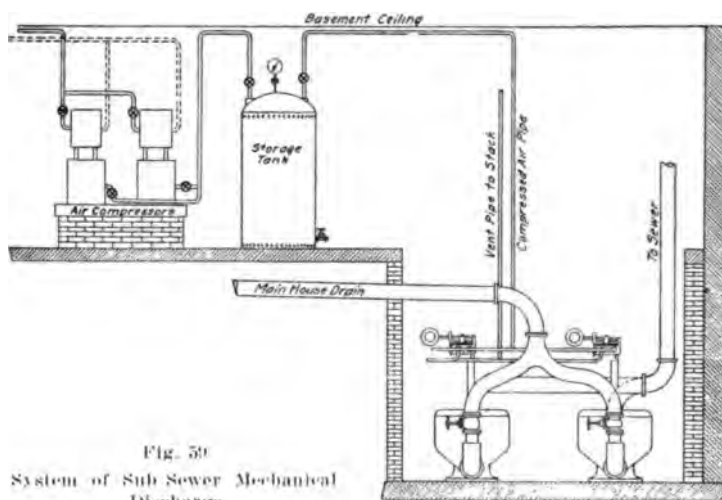 Basement Ceiling
Storage
Tank
Vent Pipe to Stack
Compressed Air Pipe
To Sewer
Air Compressors
Main House Drain
Fig. 59
System of Sub Sewer Mechanical